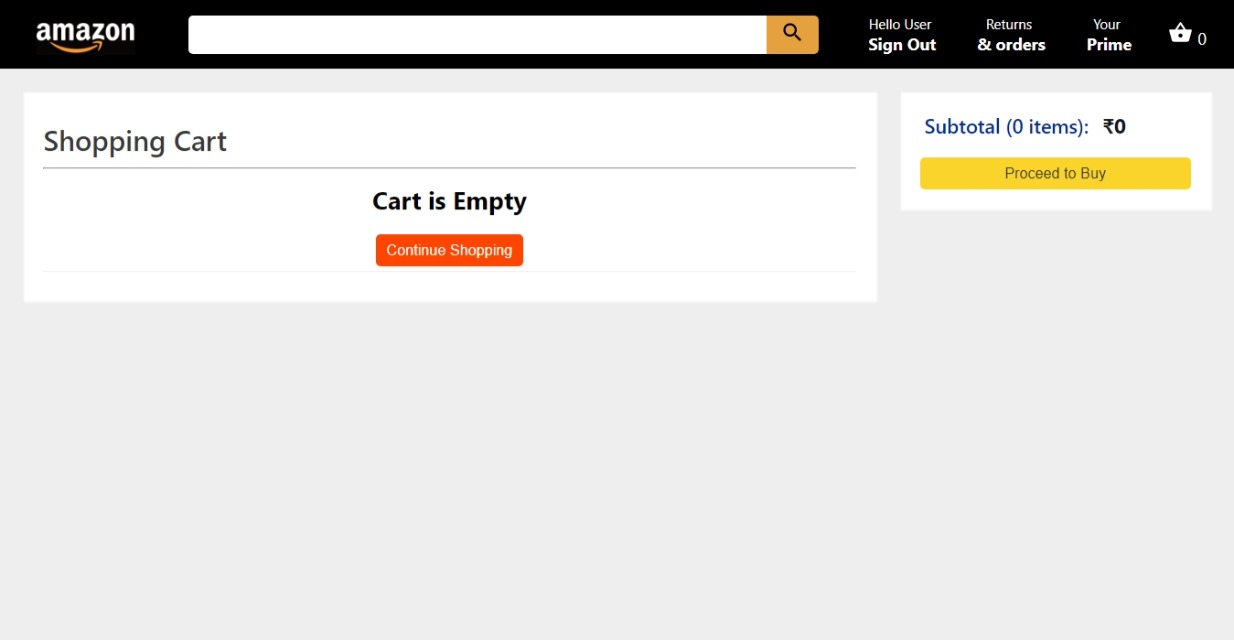 amazon
Hello User
Sign Out
Returns
& orders
Your
Prime
0
Shopping Cart
Cart is Empty
Continue Shopping
Subtotal (0 items): ₹0
Proceed to Buy